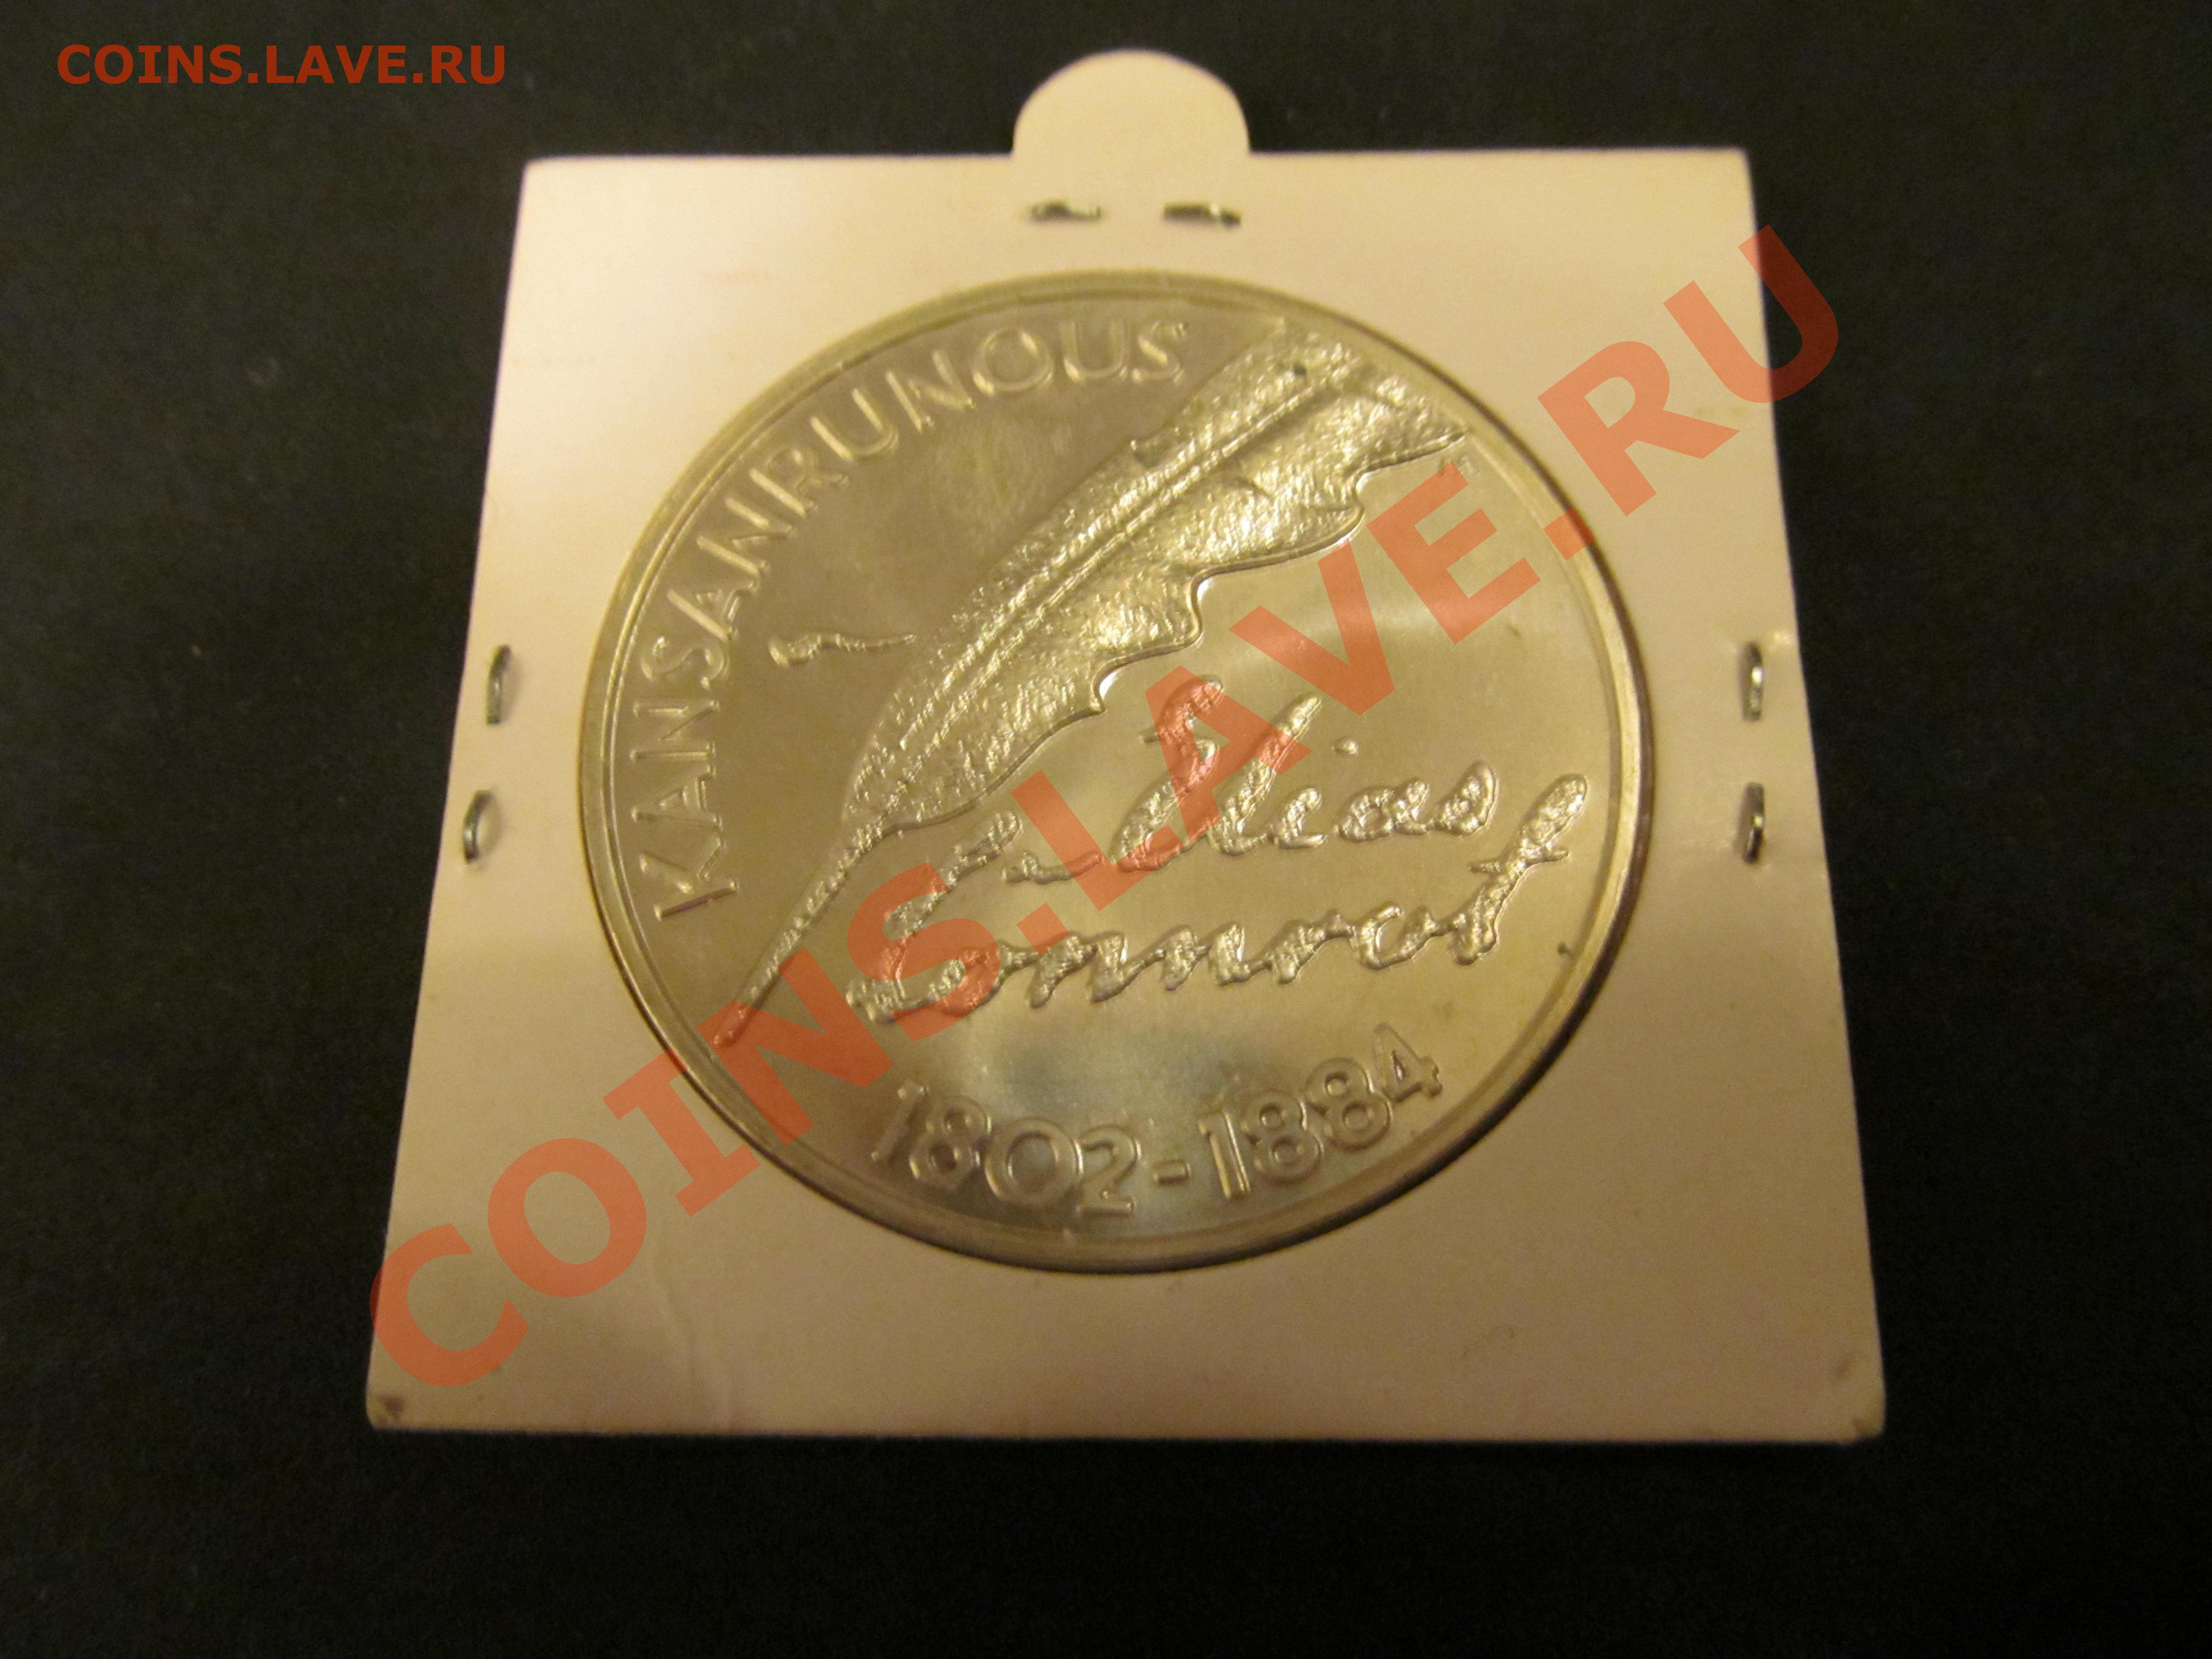 COINS.LAVE.RU
KANSANRUNOUS
Elias
Lönnrot
1802-1884
COINS.LAVE.RU